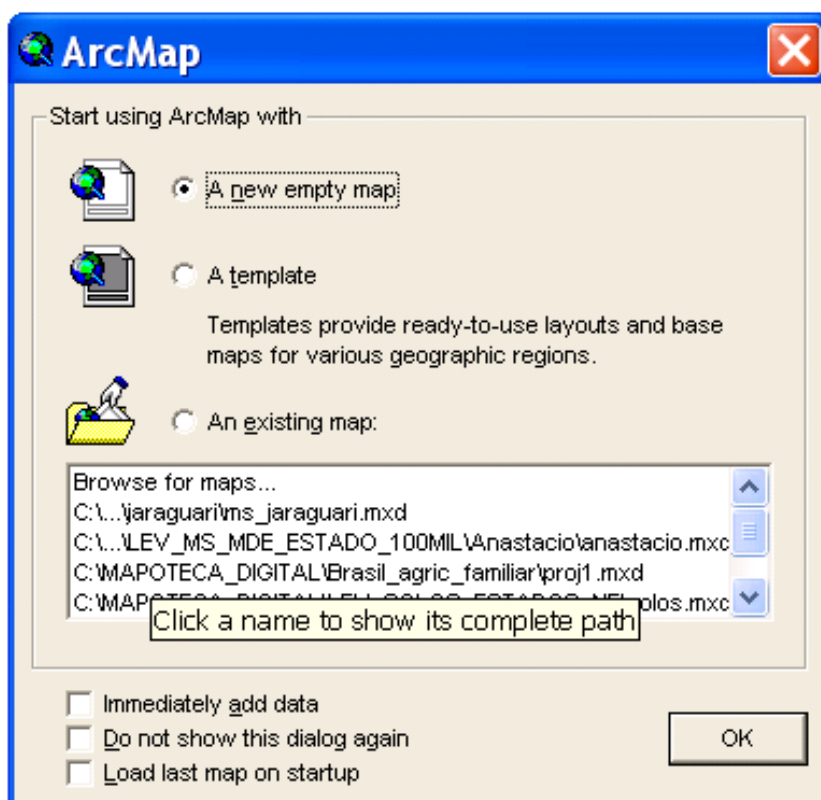 ArcMap
Start using ArcMap with
A new empty map
A template
Templates provide ready-to-use layouts and base
maps for various geographic regions.
An existing map:
Browse for maps...
C:\...\jaraguari\ms_jaraguari.mxd
C:\...\LEV_MS_MDE_ESTADO_100MIL\Anastacio\anastacio.mxc
C:\MAPOTECA_DIGITAL\Brasil_agric_familiar\proj1.mxd
Click a name to show its complete path
Immediately add data
Do not show this dialog again
OK
Load last map on startup